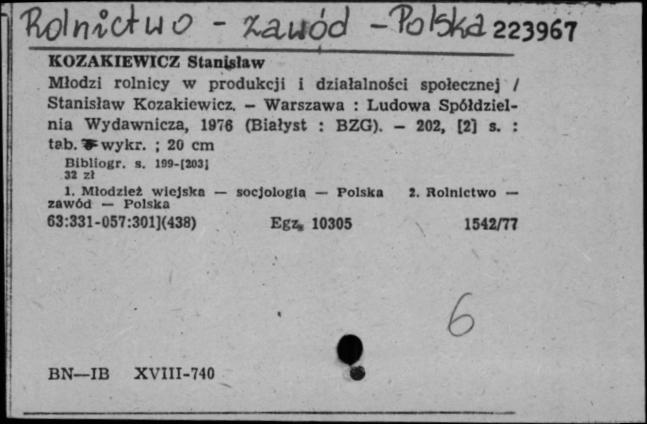 Rolnictwo - zawód - Polska 223967
KOZAKIEWICZ Stanisław
Młodzi rolnicy w produkcji i działalności społecznej /
Stanisław Kozakiewicz. — Warszawa : Ludowa Spółdziel-
nia Wydawnicza, 1976 (Białyst : BZG). — 202, [2] s. :
tab. wykr. ; 20 cm
Bibliogr. s. 199-[203]
32 zł
1. Młodzież wiejska — socjologia — Polska 2. Rolnictwo —
zawód — Polska
63:331-057:301](438) Egz. 10305 1542/77
6
BN—IB XVIII-740